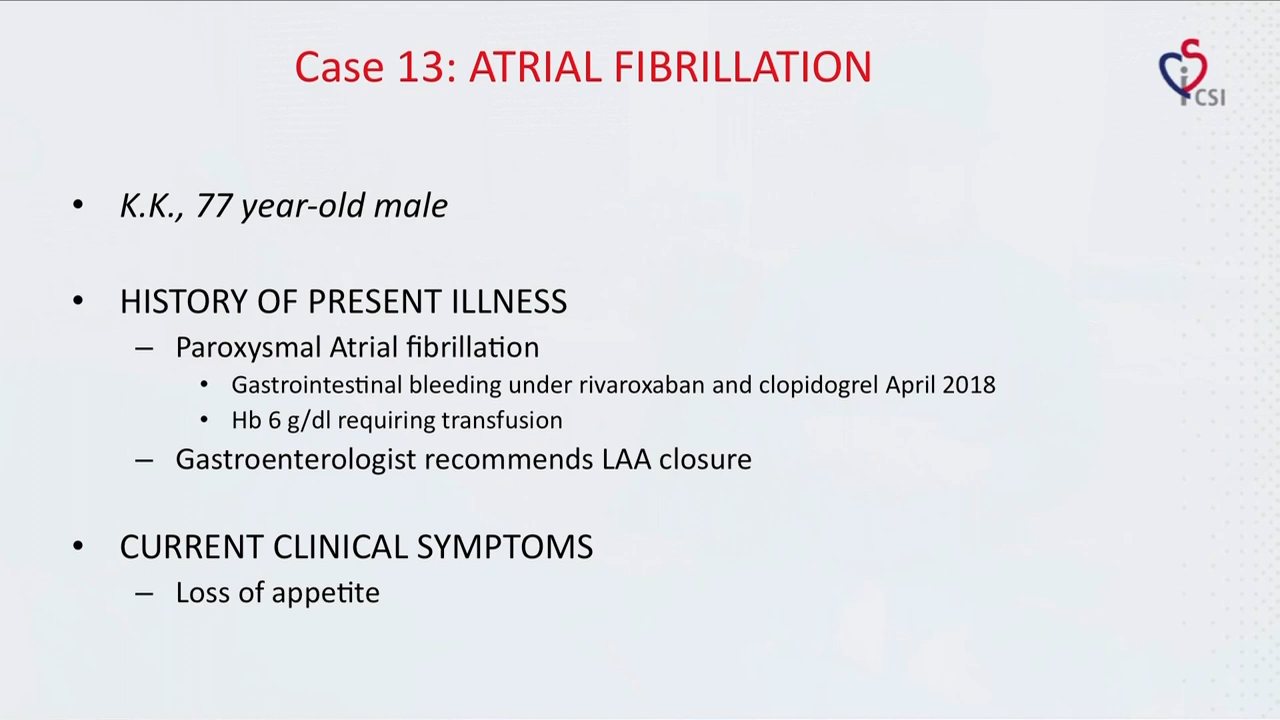 Case 13: ATRIAL FIBRILLATION
CSI
• K.K., 77 year-old male
• HISTORY OF PRESENT ILLNESS
– Paroxysmal Atrial fibrillation
• Gastrointestinal bleeding under rivaroxaban and clopidogrel April 2018
• Hb 6 g/dl requiring transfusion
– Gastroenterologist recommends LAA closure
• CURRENT CLINICAL SYMPTOMS
– Loss of appetite